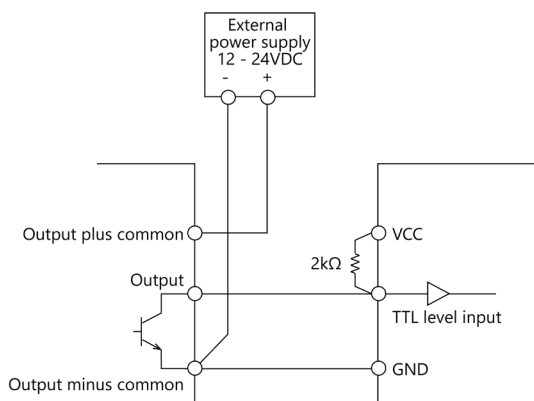 External
power supply
12 - 24VDC
- +
Output plus common
VCC
2kΩ
Output
TTL level input
GND
Output minus common